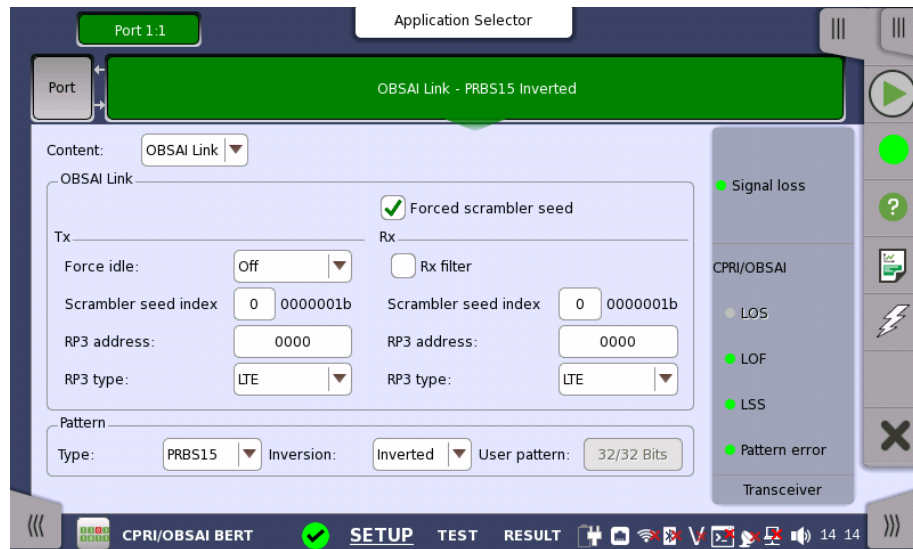 Port 1:1
Application Selector
Port
OBSAI Link - PRBS15 Inverted
Content:
OBSAI Link
OBSAI Link
Forced scrambler seed
Tx
Force idle:
Off
Scrambler seed index
0
0000001b
RP3 address:
0000
RP3 type:
LTE
Rx
Rx filter
Scrambler seed index
0
0000001b
RP3 address:
0000
RP3 type:
LTE
Pattern
Type:
PRBS15
Inversion:
Inverted
User pattern:
32/32 Bits
Signal loss
CPRI/OBSAI
LOS
LOF
LSS
Pattern error
Transceiver
?
CPRI/OBSAI BERT
SETUP
TEST
RESULT
14 14